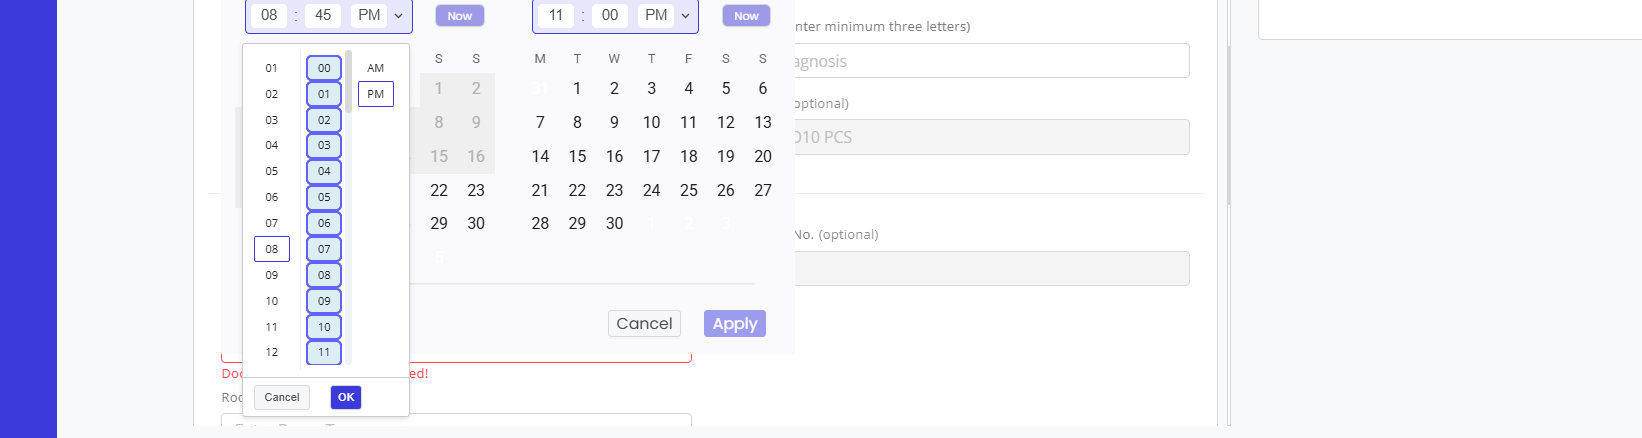 08 : 45 PM Now 11 : 00 PM Now
nter minimum three letters)
S S M T W T F S S
agnosis
01 00 AM
02 01 PM
03 02
04 03
05 04
06 05
07 06
08 07
09 08
10 09
11 10
12 11
Cancel OK
1 2
8 9
15 16
22 23
29 30
5
31 1 2 3 4 5 6
7 8 9 10 11 12 13
14 15 16 17 18 19 20
21 22 23 24 25 26 27
28 29 30 1 2 3
Cancel Apply
optional)
D10 PCS
No. (optional)
Doc
ed!
Roo